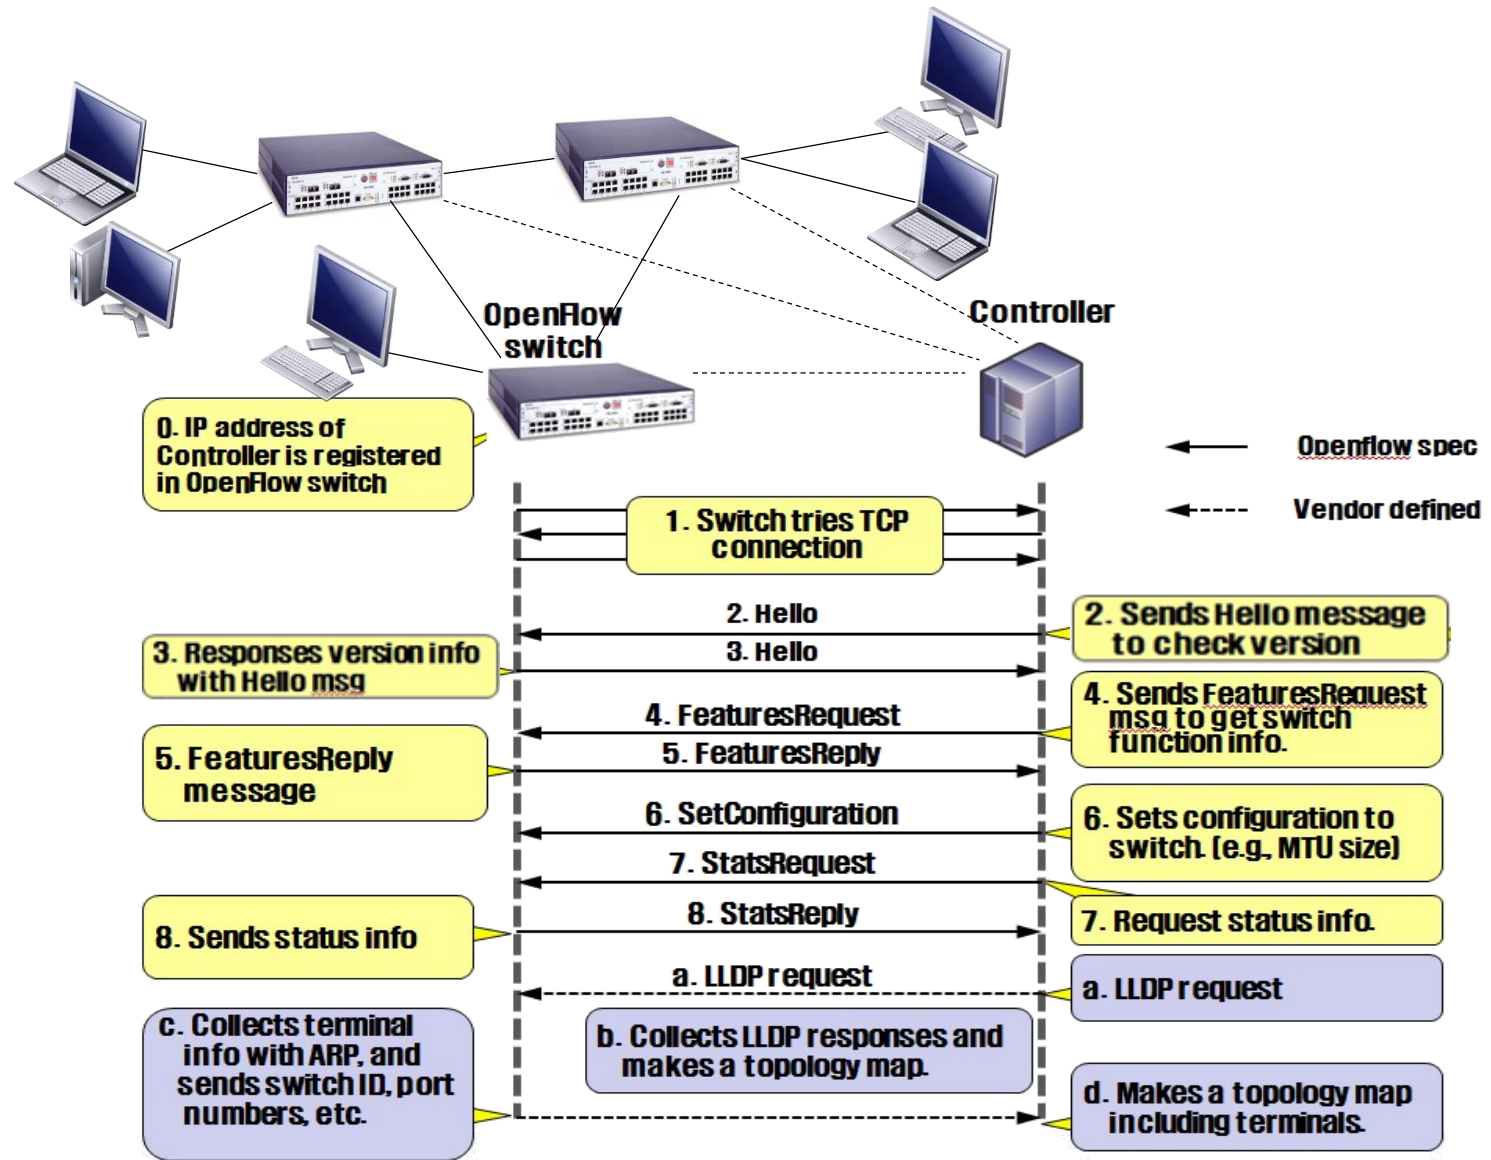 OpenFlow
switch
Controller
0. IP address of
Controller is registered
in OpenFlow switch
Openflow spec
Vendor defined
1. Switch tries TCP
connection
2. Hello
2. Sends Hello message
to check version
3. Responses version info
with Hello msg
3. Hello
4. FeaturesRequest
4. Sends FeaturesRequest
msg to get switch
function info.
5. FeaturesReply
message
5. FeaturesReply
6. SetConfiguration
6. Sets configuration to
switch. (e.g., MTU size)
7. StatsRequest
7. Request status info.
8. Sends status info
8. StatsReply
a. LLDP request
a. LLDP request
c. Collects terminal
info with ARP, and
sends switch ID, port
numbers, etc.
b. Collects LLDP responses and
makes a topology map.
d. Makes a topology map
including terminals.